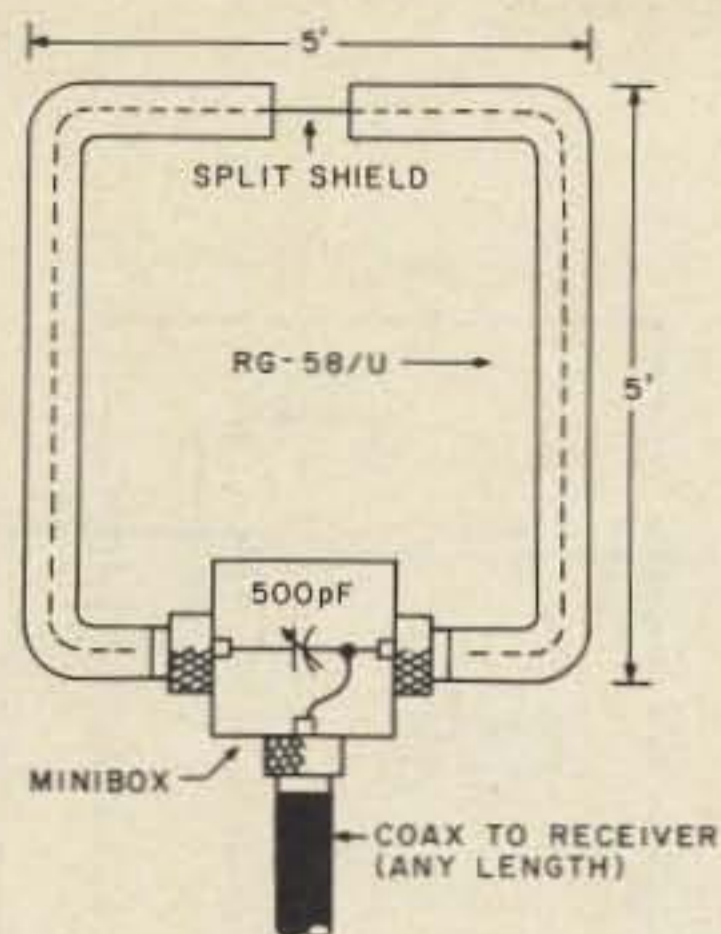 5'
SPLIT SHIELD
RG-58/U
5'
500pF
MINIBOX
COAX TO RECEIVER
(ANY LENGTH)